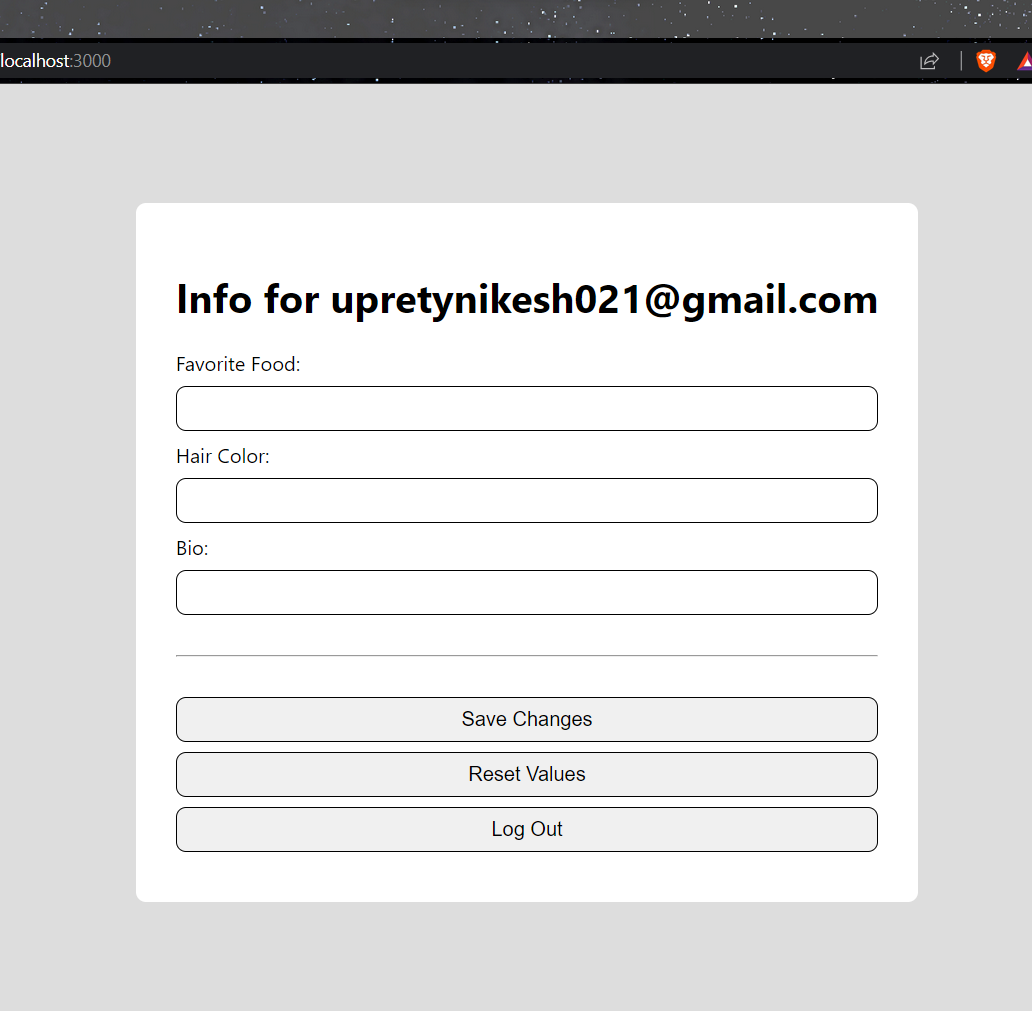 localhost:3000
Info for upretynikesh021@gmail.com
Favorite Food:
Hair Color:
Bio:
Save Changes
Reset Values
Log Out